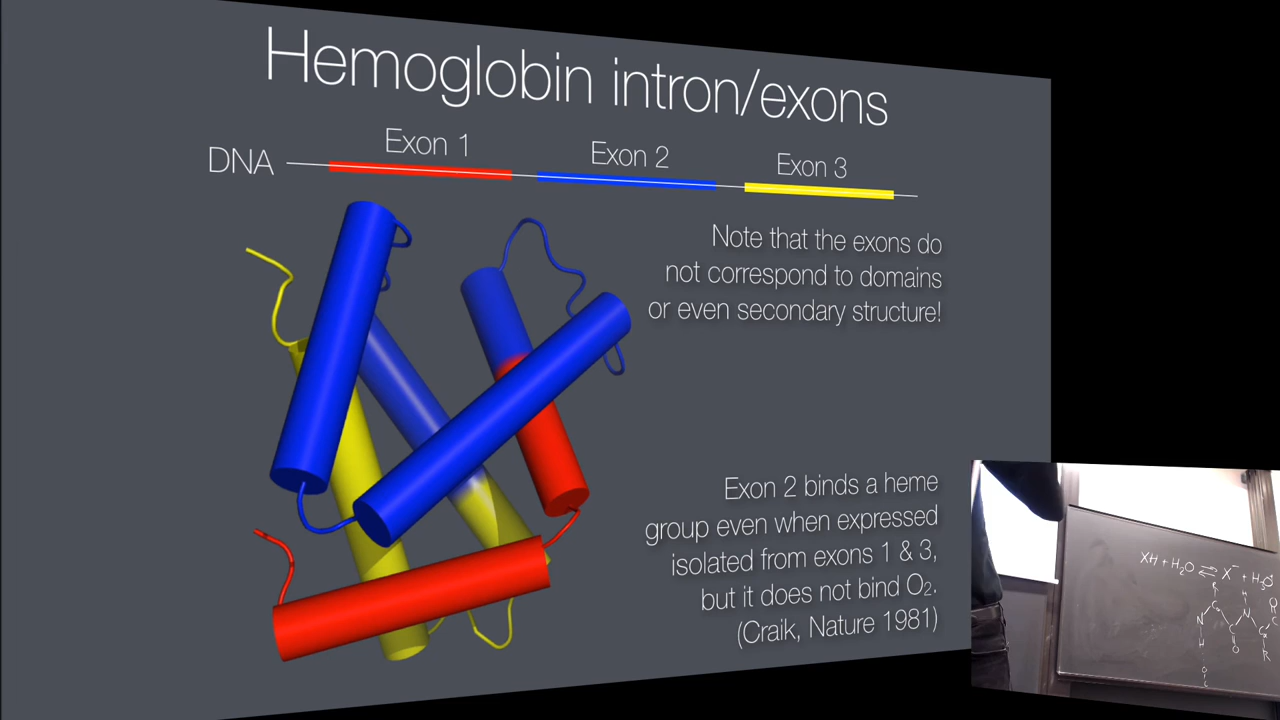 Hemoglobin intron/exons
DNA
Exon 1
Exon 2
Exon 3
Note that the exons do
not correspond to domains
or even secondary structure!
Exon 2 binds a heme
group even when expressed
isolated from exons 1 & 3,
but it does not bind O₂.
(Craik, Nature 1981)
XH + H₂O ⇌ X⁻ + H₃O